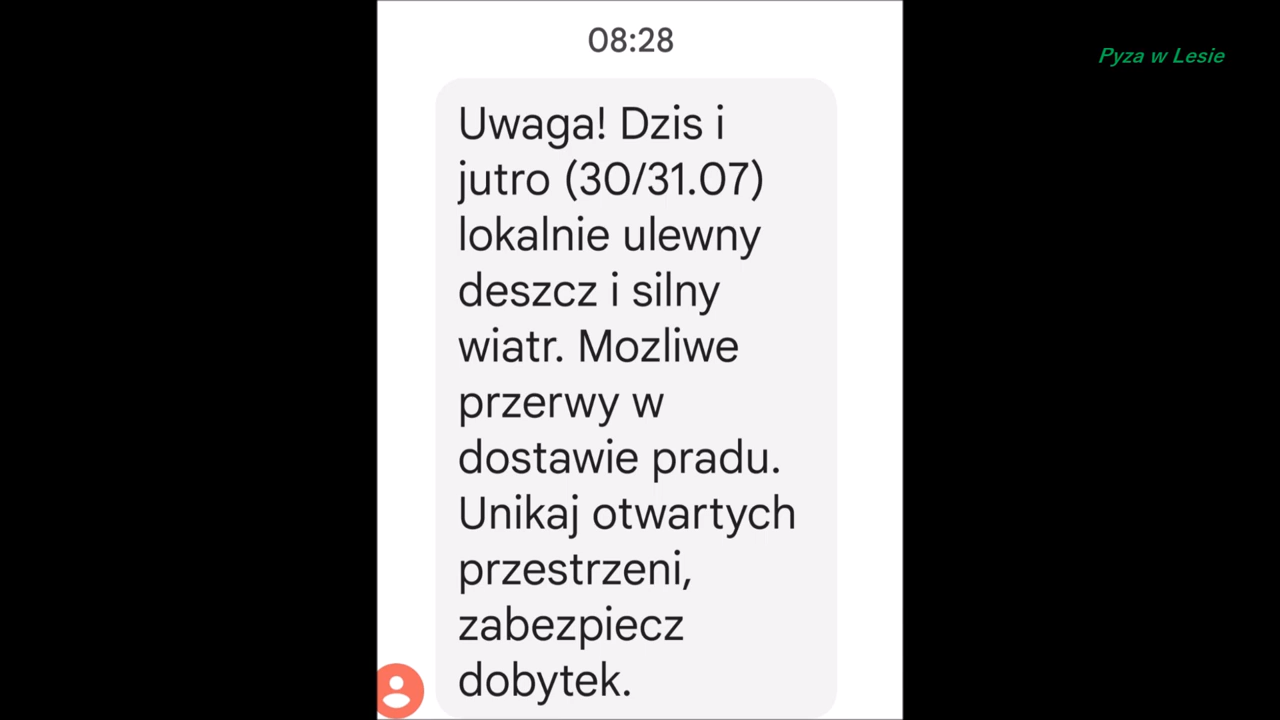 08:28
Pyza w Lesie
Uwaga! Dzis i
jutro (30/31.07)
lokalnie ulewny
deszcz i silny
wiatr. Mozliwe
przerwy w
dostawie pradu.
Unikaj otwartych
przestrzeni,
zabezpiecz
dobytek.